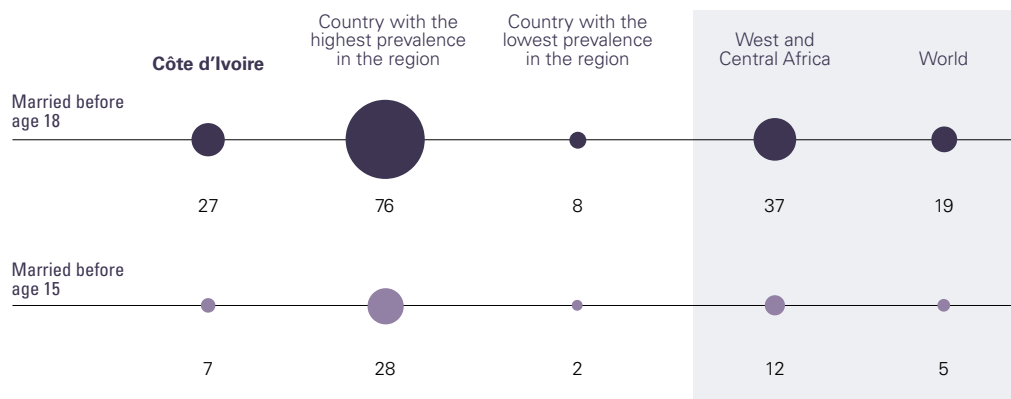 Côte d’Ivoire
Country with the
highest prevalence
in the region
Country with the
lowest prevalence
in the region
West and
Central Africa
World
Married before
age 18
27 76 8 37 19
Married before
age 15
7 28 2 12 5